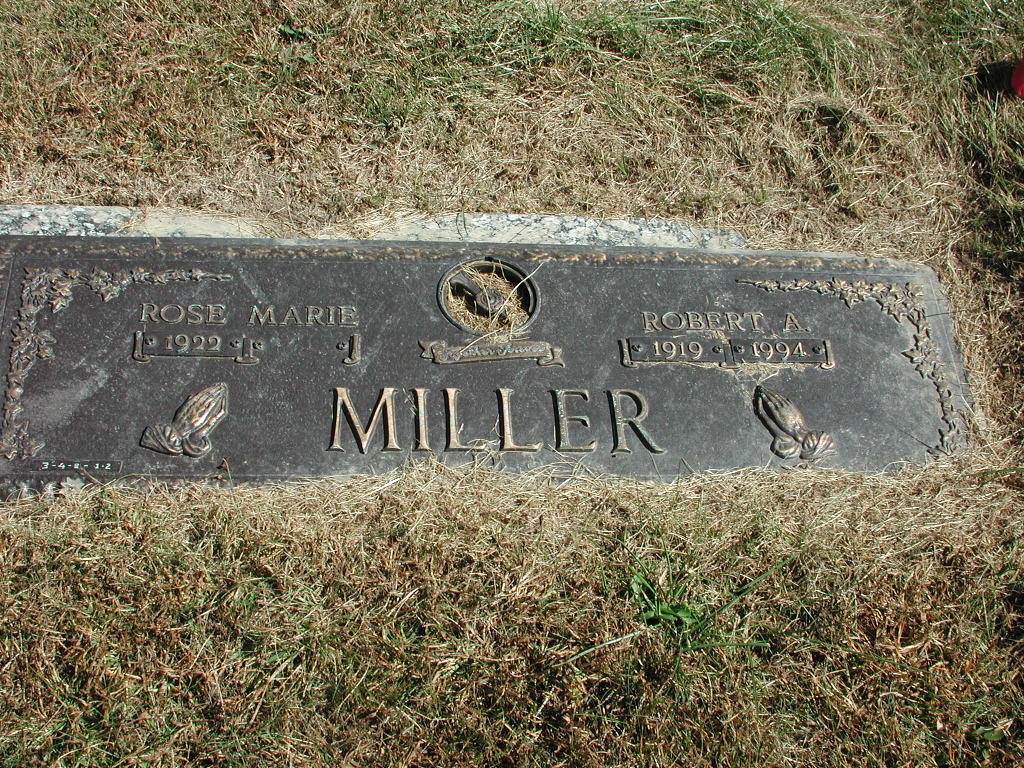 ROSE MARIE
1922
ROBERT A.
1919 1994
MILLER